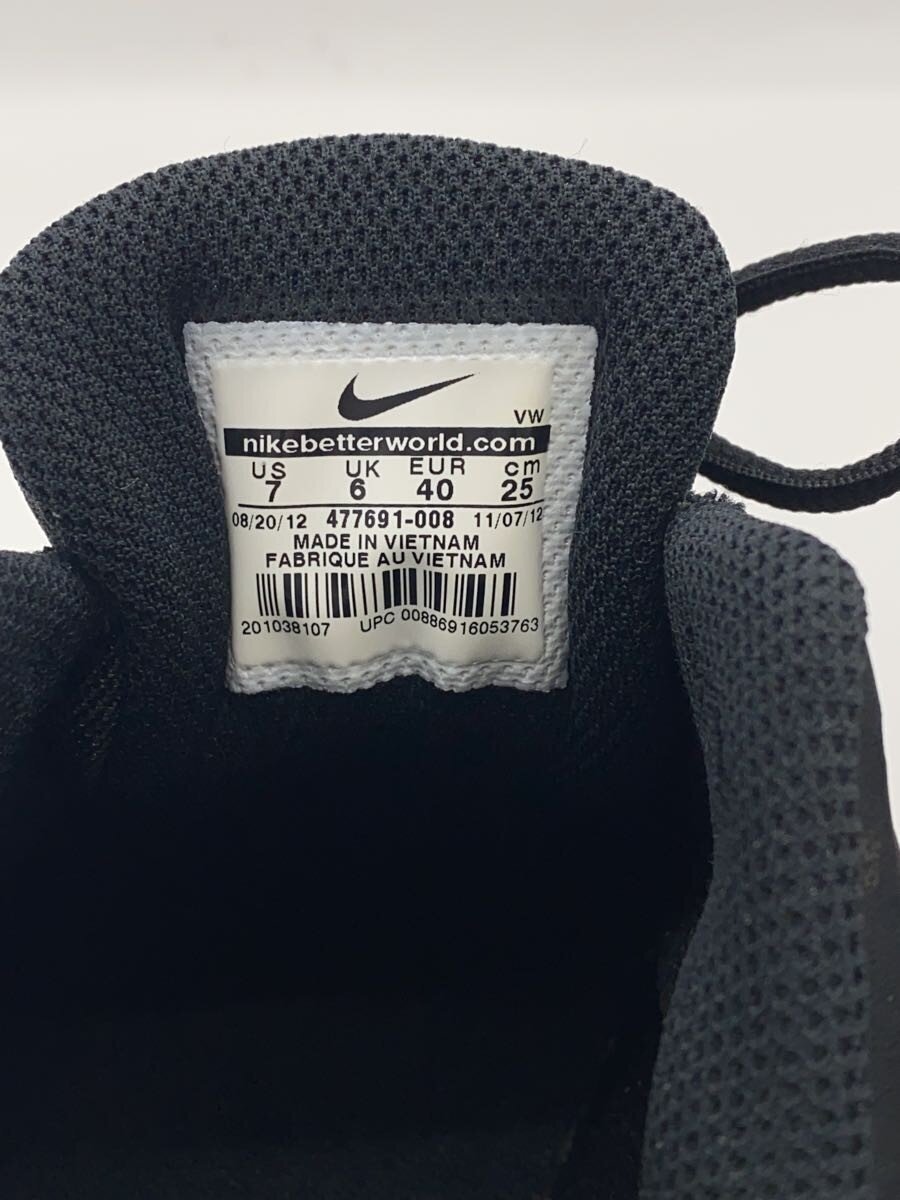 VW
nikebetterworld.com
US UK EUR cm
7 6 40 25
08/20/12 477691-008 11/07/12
MADE IN VIETNAM
FABRIQUE AU VIETNAM
201038107 UPC 00886916053763